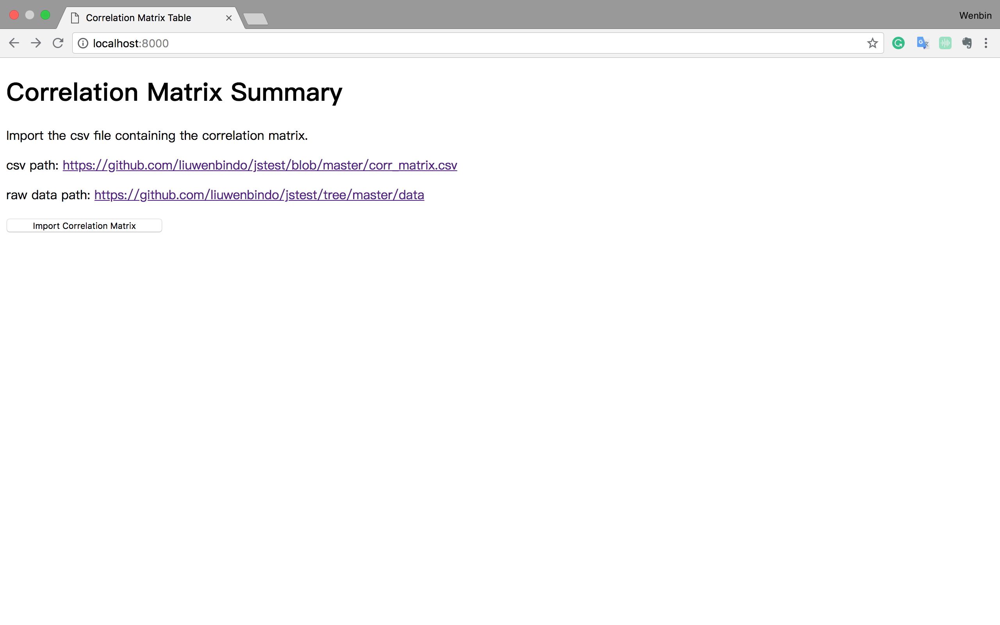 Correlation Matrix Table
Wenbin
localhost:8000
Correlation Matrix Summary
Import the csv file containing the correlation matrix.
csv path: https://github.com/liuwenbindo/jstest/blob/master/corr_matrix.csv
raw data path: https://github.com/liuwenbindo/jstest/tree/master/data
Import Correlation Matrix